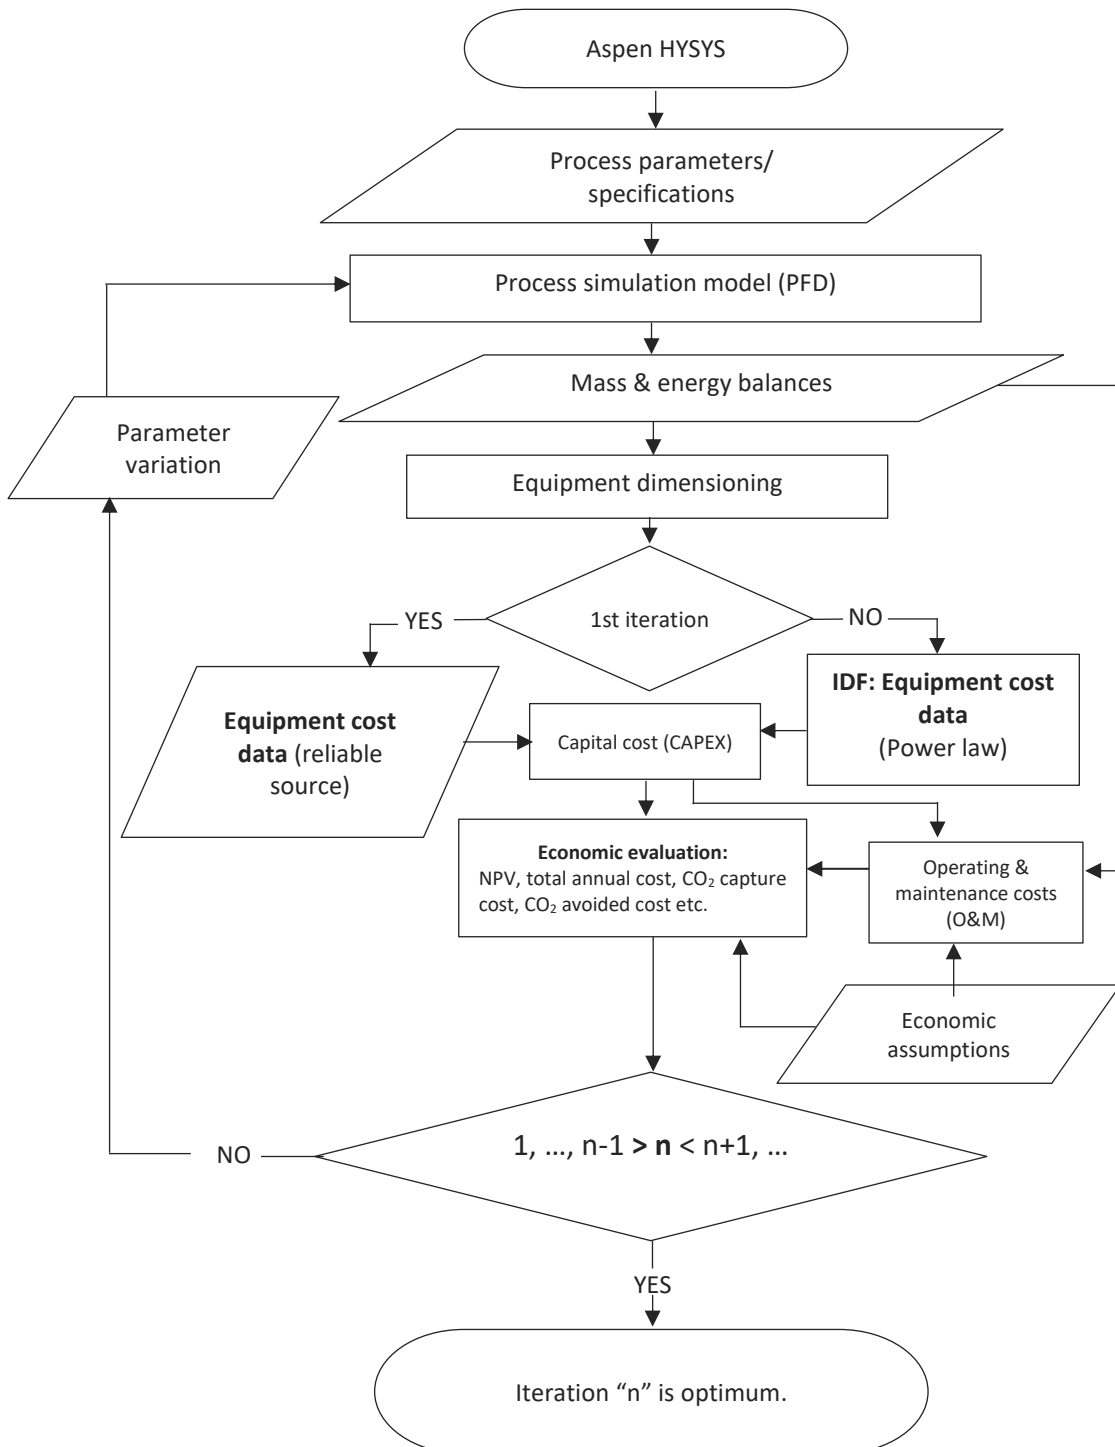 Aspen HYSYS
Process parameters/
specifications
Process simulation model (PFD)
Mass & energy balances
Parameter
variation
Equipment dimensioning
1st iteration
YES
NO
Equipment cost
data (reliable
source)
Capital cost (CAPEX)
IDF: Equipment cost
data
(Power law)
Economic evaluation:
NPV, total annual cost, CO₂ capture
cost, CO₂ avoided cost etc.
Operating &
maintenance costs
(O&M)
Economic
assumptions
1, …, n-1 > n < n+1, …
NO
YES
Iteration “n” is optimum.